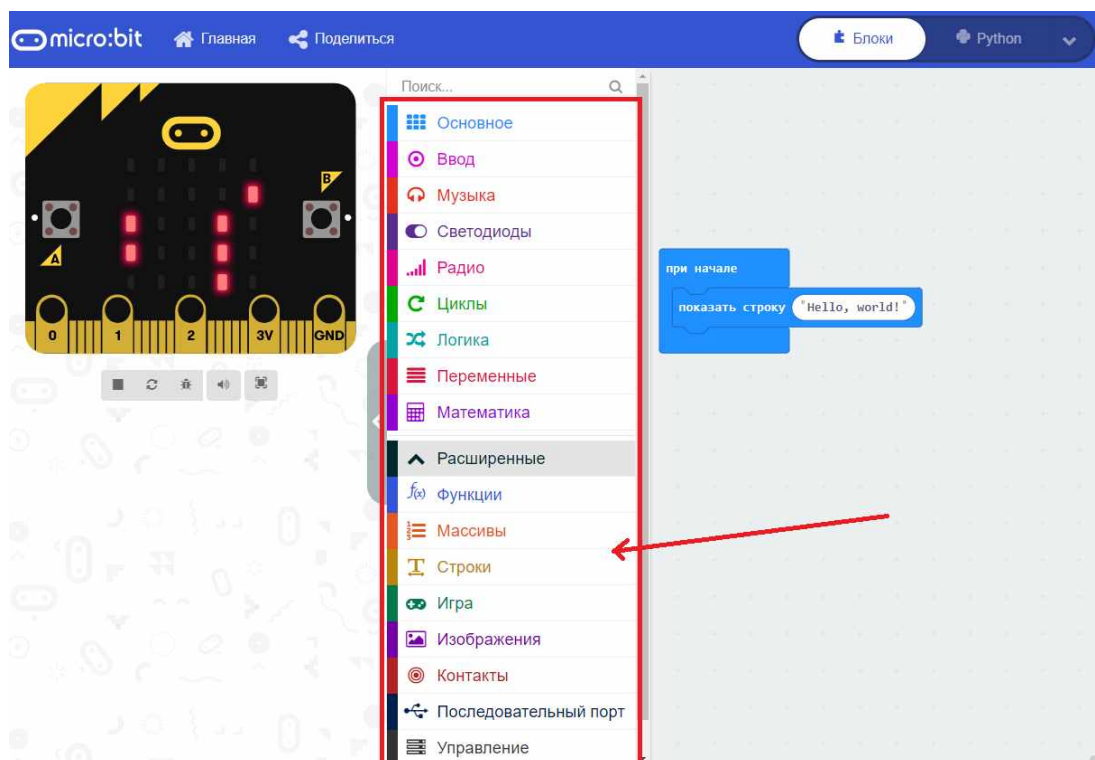 micro:bit Главная Поделиться Блоки Python
Поиск...
Основное
Ввод
Музыка
Светодиоды
Радио
Циклы
Логика
Переменные
Математика
Расширенные
f(x) Функции
Массивы
Строки
Игра
Изображения
Контакты
Последовательный порт
Управление
B
A
0 1 2 3V GND
при начале
показать строку "Hello, world!"